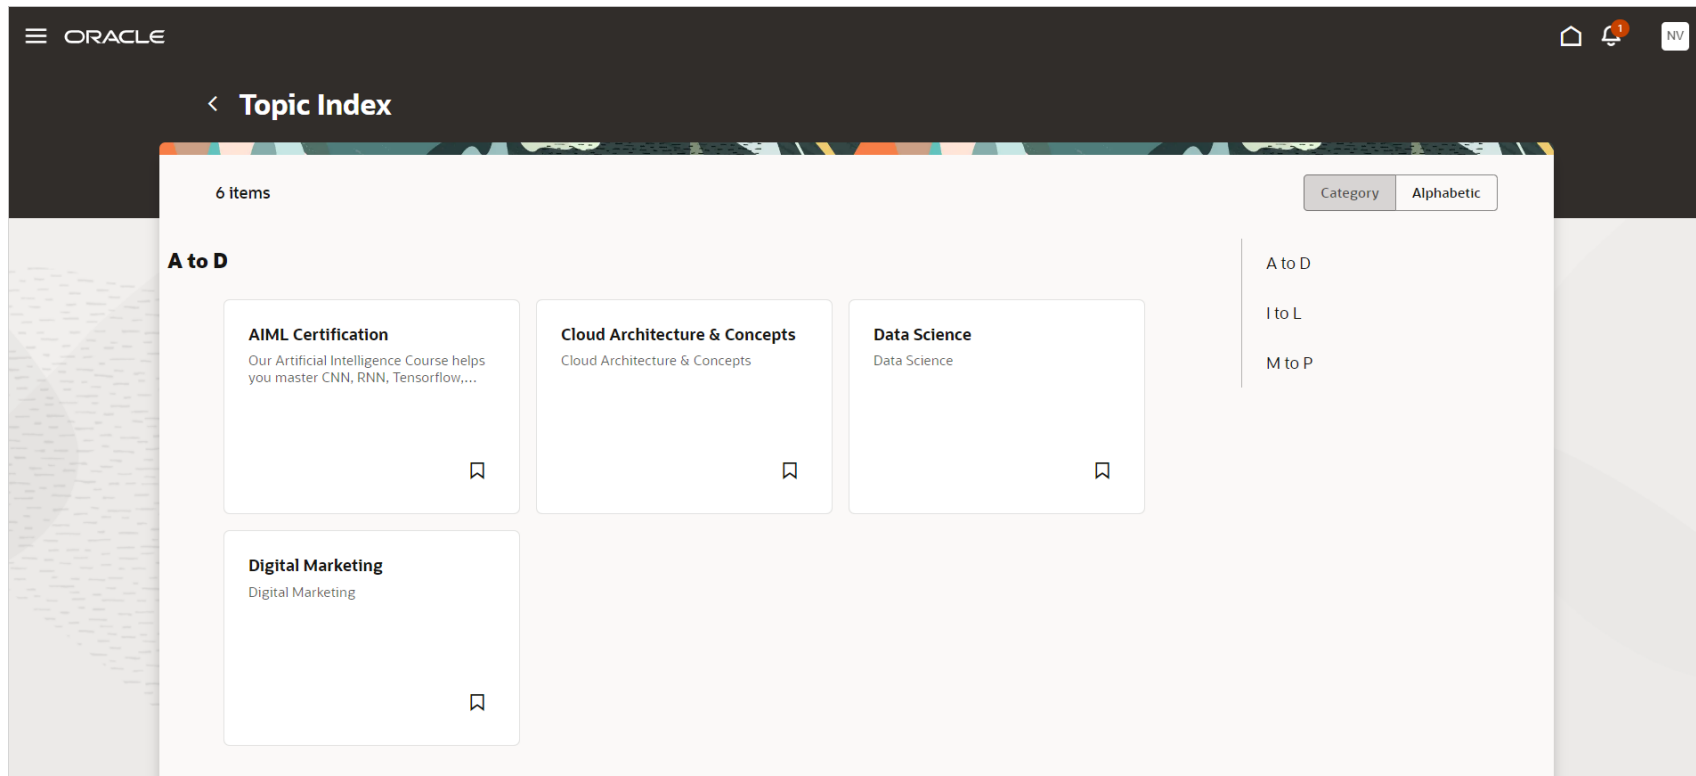 ORACLE
1
NV
Topic Index
6 items
Category
Alphabetic
A to D
AIML Certification
Our Artificial Intelligence Course helps
you master CNN, RNN, Tensorflow,...
Cloud Architecture & Concepts
Cloud Architecture & Concepts
Data Science
Data Science
Digital Marketing
Digital Marketing
A to D
I to L
M to P